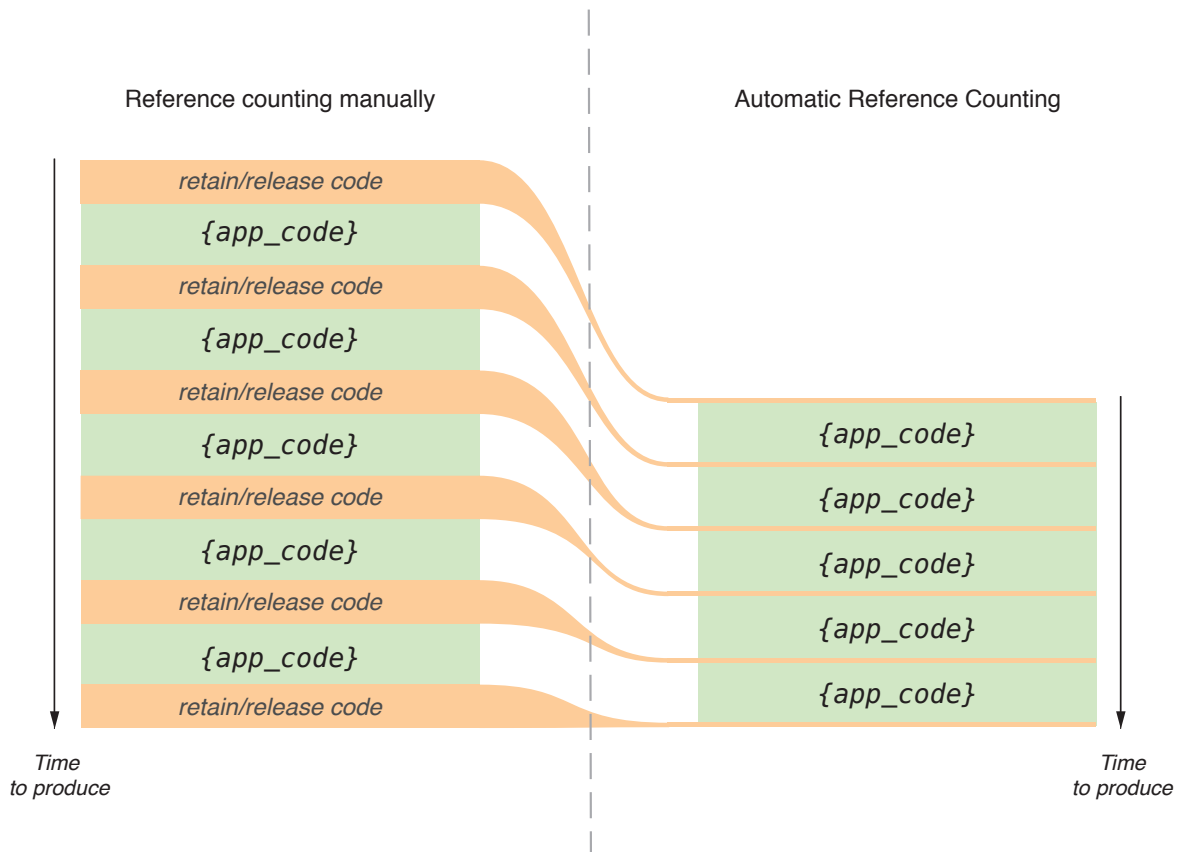 Reference counting manually
Automatic Reference Counting
retain/release code
{app_code}
retain/release code
{app_code}
retain/release code
{app_code}
retain/release code
{app_code}
retain/release code
{app_code}
retain/release code
Time
to produce
{app_code}
{app_code}
{app_code}
{app_code}
{app_code}
Time
to produce